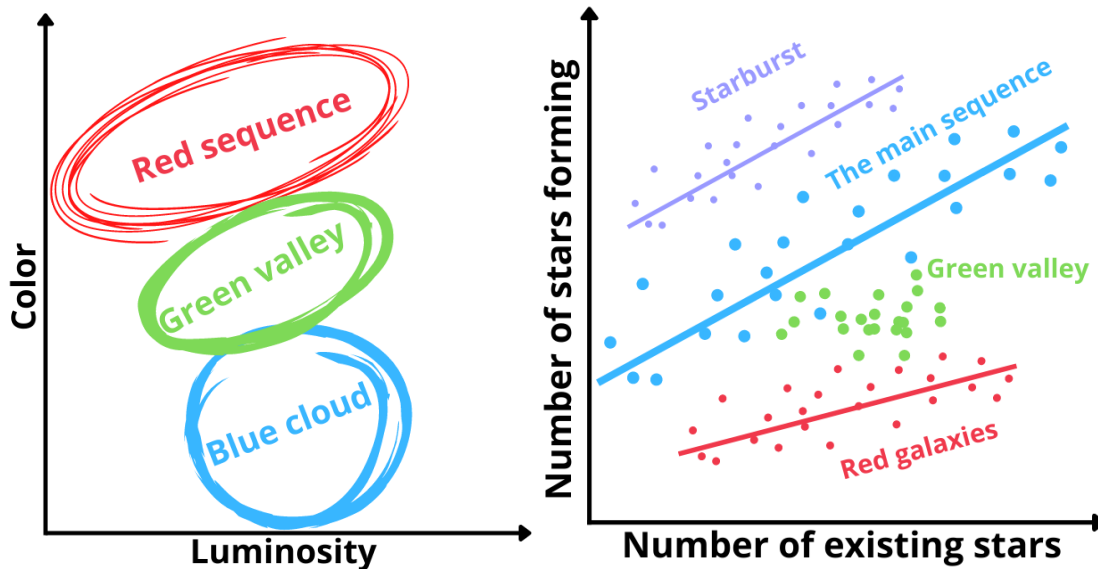 Color
Red sequence
Green valley
Blue cloud
Luminosity
Number of stars forming
Starburst
The main sequence
Green valley
Red galaxies
Number of existing stars